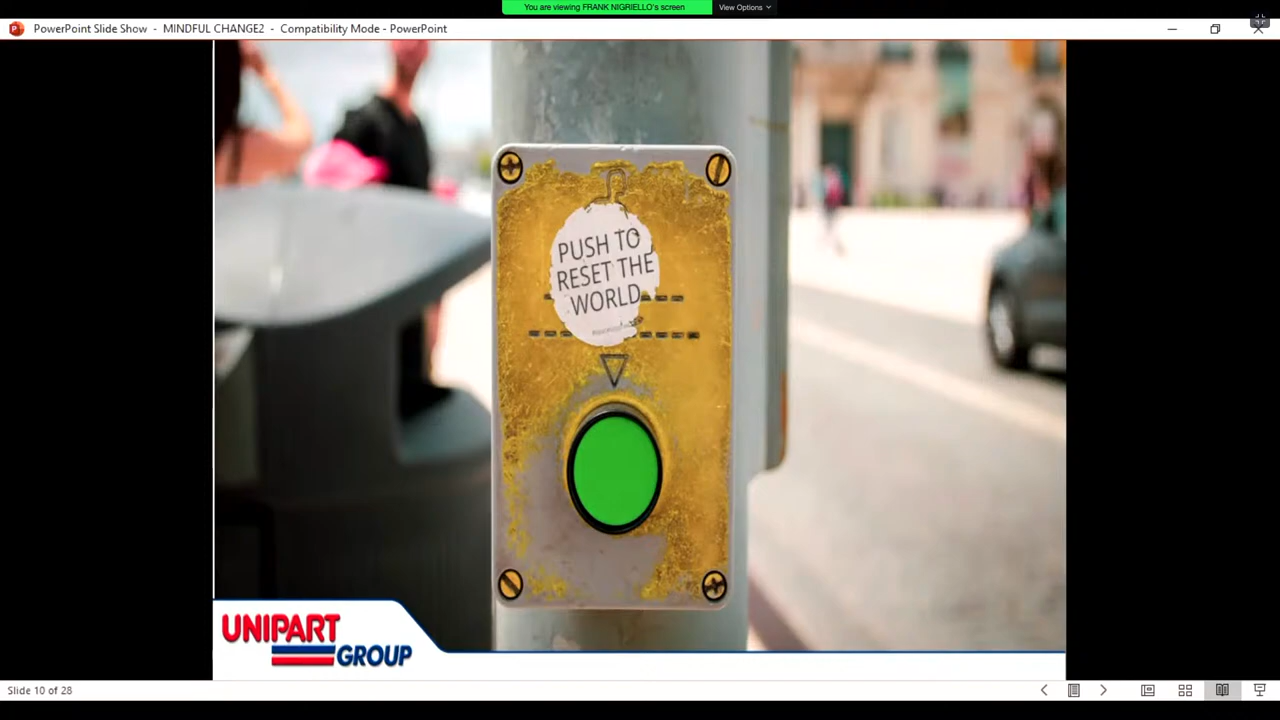 You are viewing FRANK NIGRIELLO's screen
View Options
PowerPoint Slide Show - MINDFUL CHANGE2 - Compatibility Mode - PowerPoint
PUSH TO
RESET THE
WORLD
UNIPART
GROUP
Slide 10 of 28